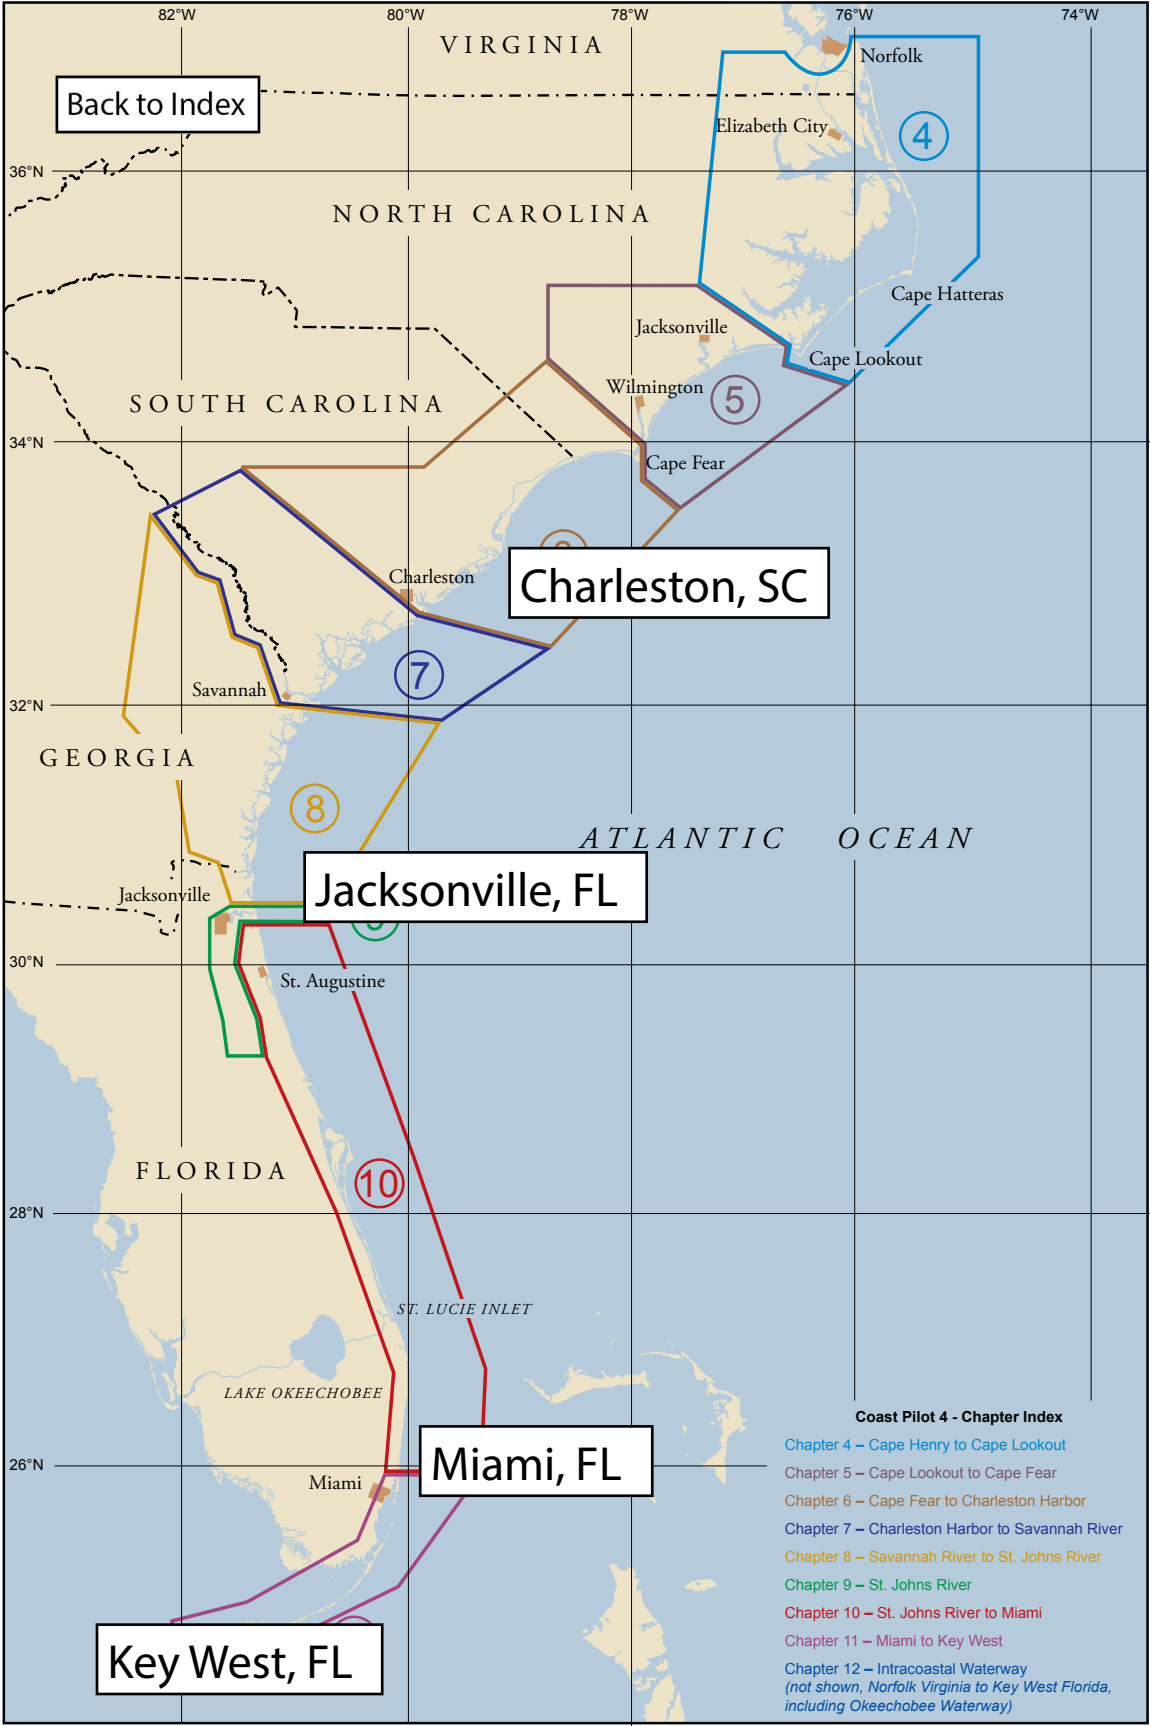 82°W
80°W
78°W
76°W
74°W
VIRGINIA
Norfolk
Back to Index
Elizabeth City
4
36°N
NORTH CAROLINA
Cape Hatteras
Jacksonville
Cape Lookout
Wilmington
5
SOUTH CAROLINA
34°N
Cape Fear
Charleston, SC
Charleston
7
Savannah
32°N
GEORGIA
8
ATLANTIC OCEAN
Jacksonville, FL
Jacksonville
30°N
St. Augustine
FLORIDA
10
28°N
ST. LUCIE INLET
LAKE OKEECHOBEE
26°N
Miami, FL
Miami
Key West, FL
Coast Pilot 4 - Chapter Index
Chapter 4 – Cape Henry to Cape Lookout
Chapter 5 – Cape Lookout to Cape Fear
Chapter 6 – Cape Fear to Charleston Harbor
Chapter 7 – Charleston Harbor to Savannah River
Chapter 8 – Savannah River to St. Johns River
Chapter 9 – St. Johns River
Chapter 10 – St. Johns River to Miami
Chapter 11 – Miami to Key West
Chapter 12 – Intracoastal Waterway
(not shown, Norfolk Virginia to Key West Florida,
including Okeechobee Waterway)
82°W
80°W
78°W
76°W
74°W